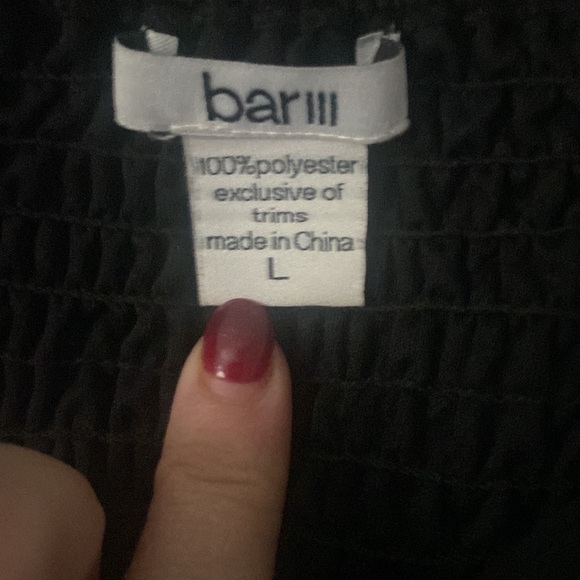 bar III
100% polyester
exclusive of
trims
made in China
L